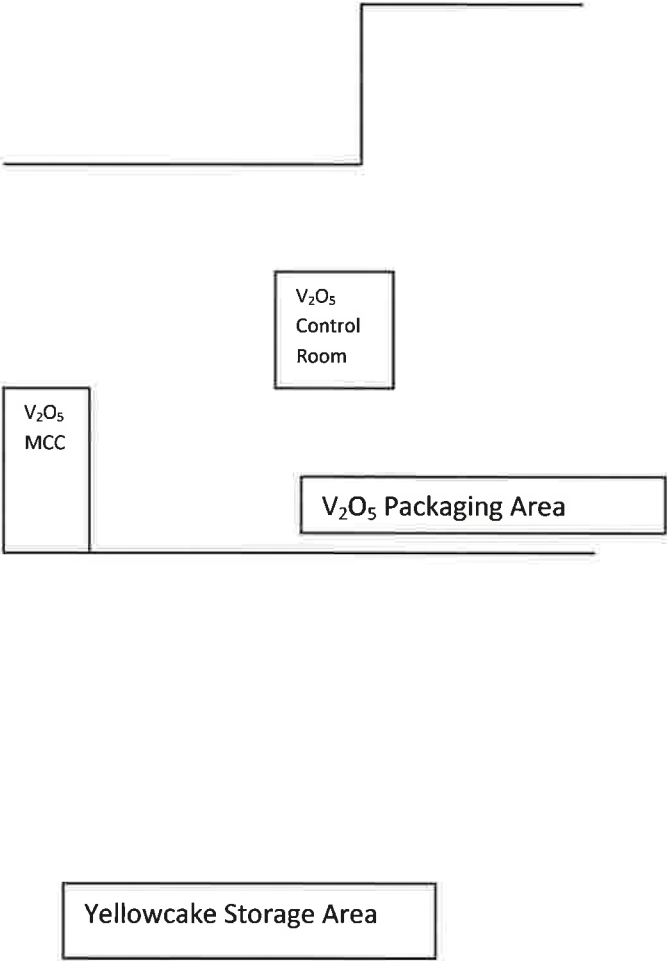 V₂O₅
Control
Room
V₂O₅
MCC
V₂O₅ Packaging Area
Yellowcake Storage Area